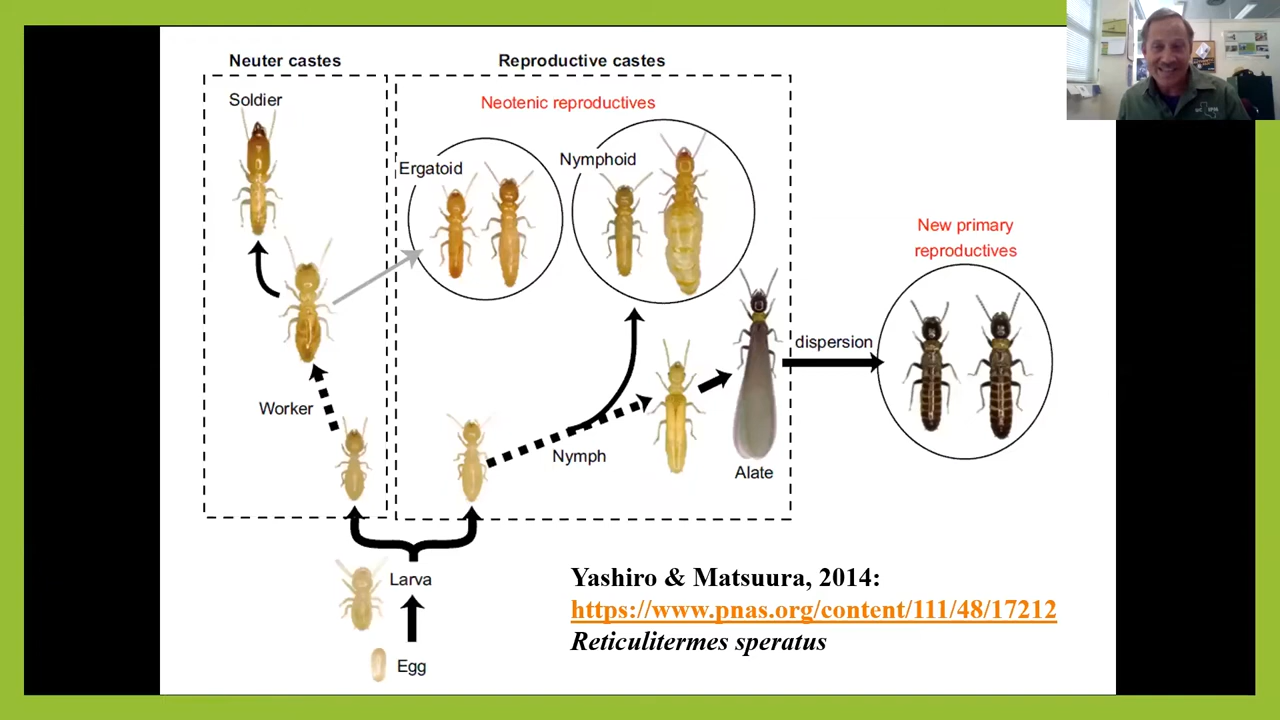 Neuter castes
Reproductive castes
Soldier
Neotenic reproductives
Ergatoid
Nymphoid
New primary
reproductives
dispersion
Worker
Nymph
Alate
Larva
Egg
Yashiro & Matsuura, 2014:
https://www.pnas.org/content/111/48/17212
Reticulitermes speratus